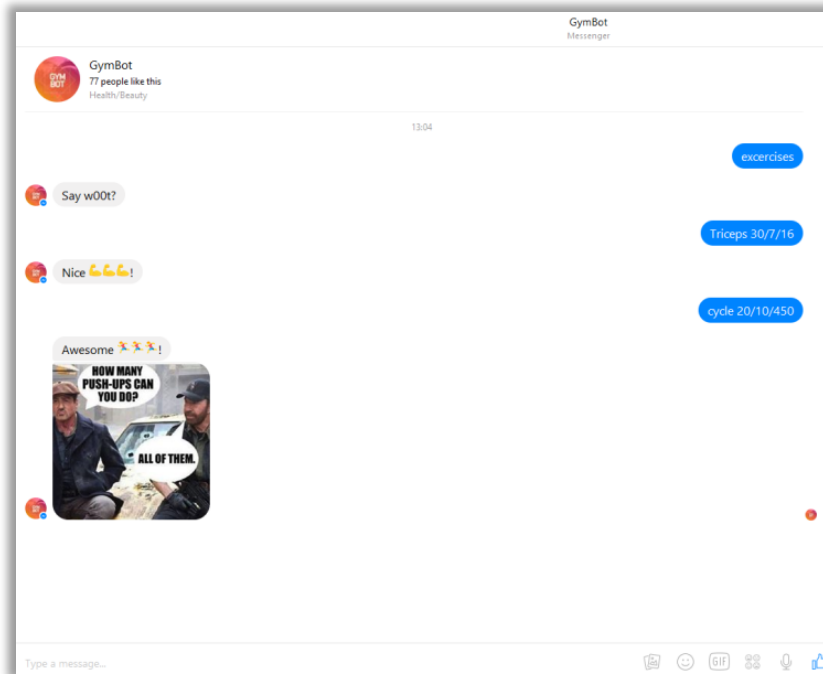 GymBot
Messenger
GYM
BOT
GymBot
77 people like this
Health/Beauty
13:04
excercises
Say w00t?
Triceps 30/7/16
Nice 💪💪💪!
cycle 20/10/450
Awesome 🏃🏃🏃!
HOW MANY
PUSH-UPS CAN
YOU DO?
ALL OF THEM.
Type a message...
GIF